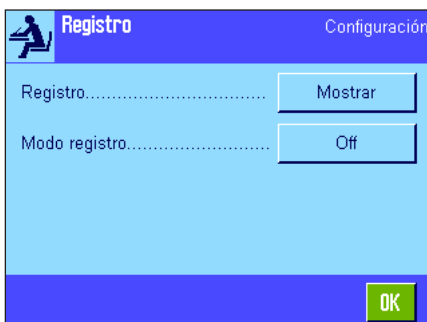 Registro Configuración
Registro................................ Mostrar
Modo registro........................... Off
OK